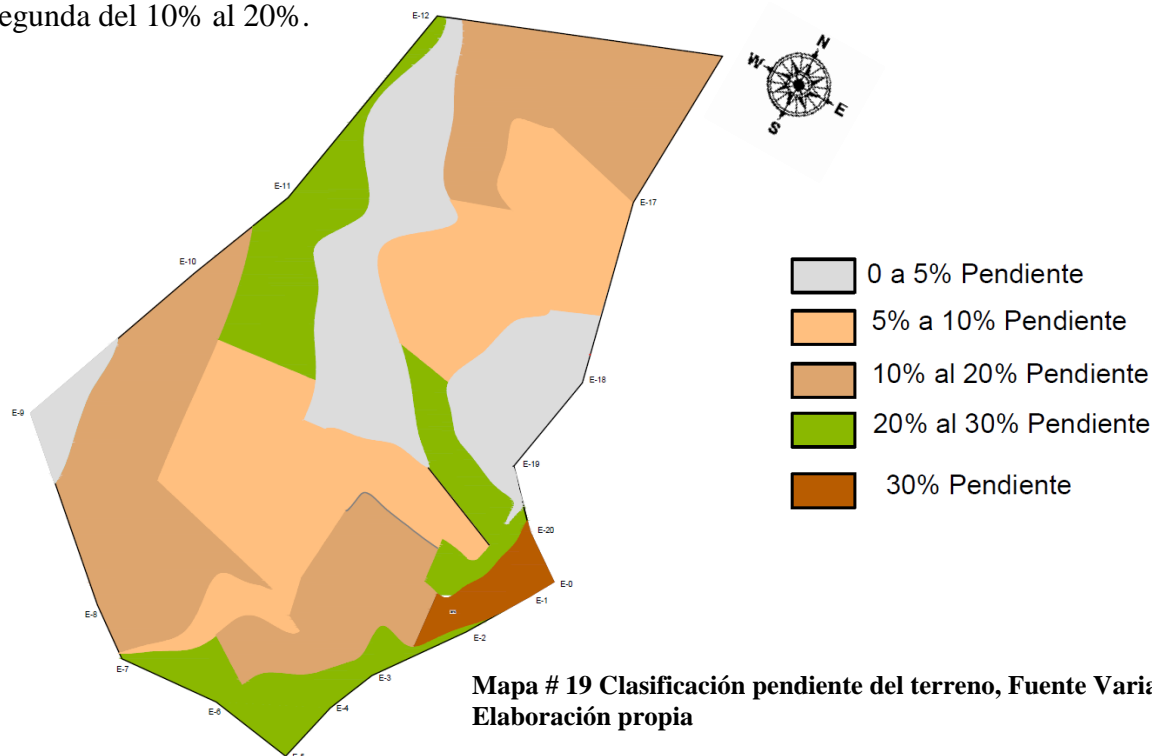 egunda del 10% al 20%.
E-12
N
W
E
S
E-11
E-17
E-10
0 a 5% Pendiente
5% a 10% Pendiente
10% al 20% Pendiente
E-18
E-9
20% al 30% Pendiente
E-19
30% Pendiente
E-20
E-0
E-1
E-8
E-2
E-7
E-3
E-6
E-4
E-5
Mapa # 19 Clasificación pendiente del terreno, Fuente Varia
Elaboración propia